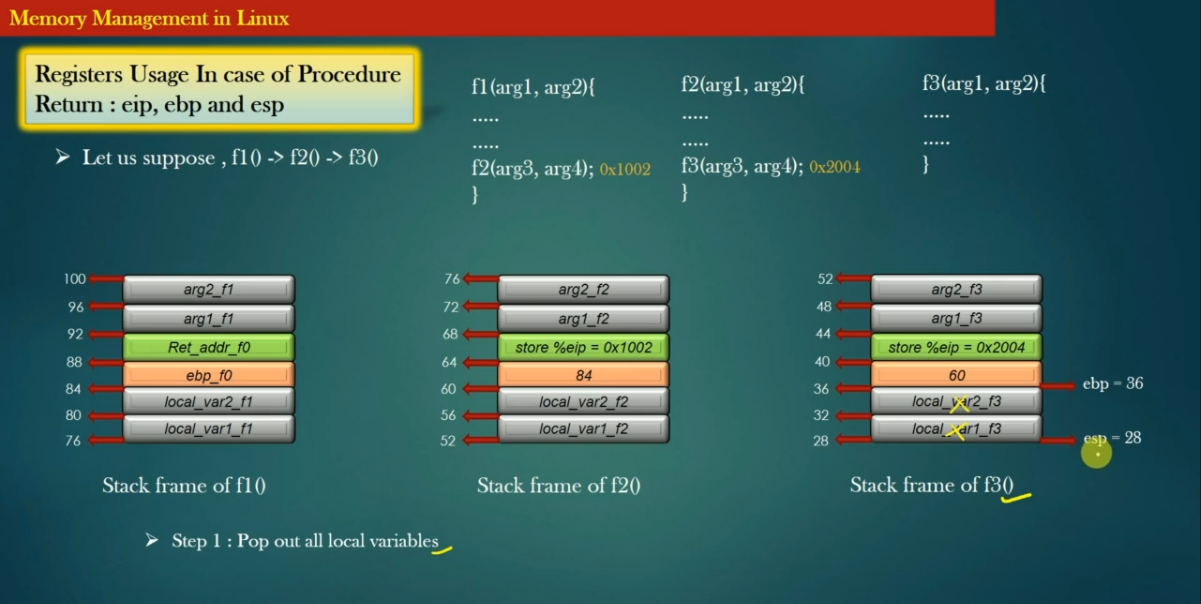 Memory Management in Linux
Registers Usage In case of Procedure
Return : eip, ebp and esp
Let us suppose , f1() -> f2() -> f3()
f1(arg1, arg2){
.....
.....
f2(arg3, arg4); 0x1002
}
f2(arg1, arg2){
.....
.....
f3(arg3, arg4); 0x2004
}
f3(arg1, arg2){
.....
.....
}
100
arg2_f1
96
arg1_f1
92
Ret_addr_f0
88
ebp_f0
84
local_var2_f1
80
local_var1_f1
76
Stack frame of f1()
76
arg2_f2
72
arg1_f2
68
store %eip = 0x1002
64
84
60
local_var2_f2
56
local_var1_f2
52
Stack frame of f2()
52
arg2_f3
48
arg1_f3
44
store %eip = 0x2004
40
60
36
ebp = 36
local_var2_f3
32
local_var1_f3
28
esp = 28
Stack frame of f3()
Step 1 : Pop out all local variables